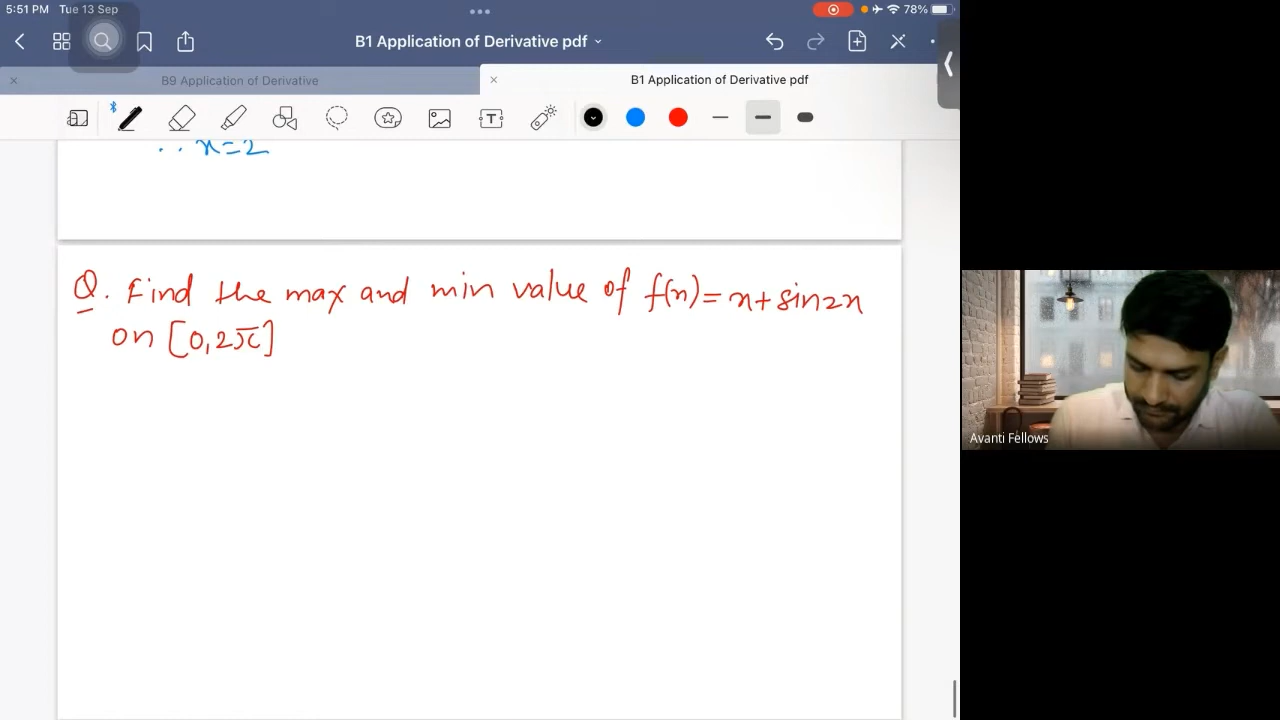 5:51 PM Tue 13 Sep
78%
B1 Application of Derivative pdf
B9 Application of Derivative
B1 Application of Derivative pdf
∴ x=2
Q. Find the max and min value of f(x)= x+sin2x
on [0,2π]
Avanti Fellows